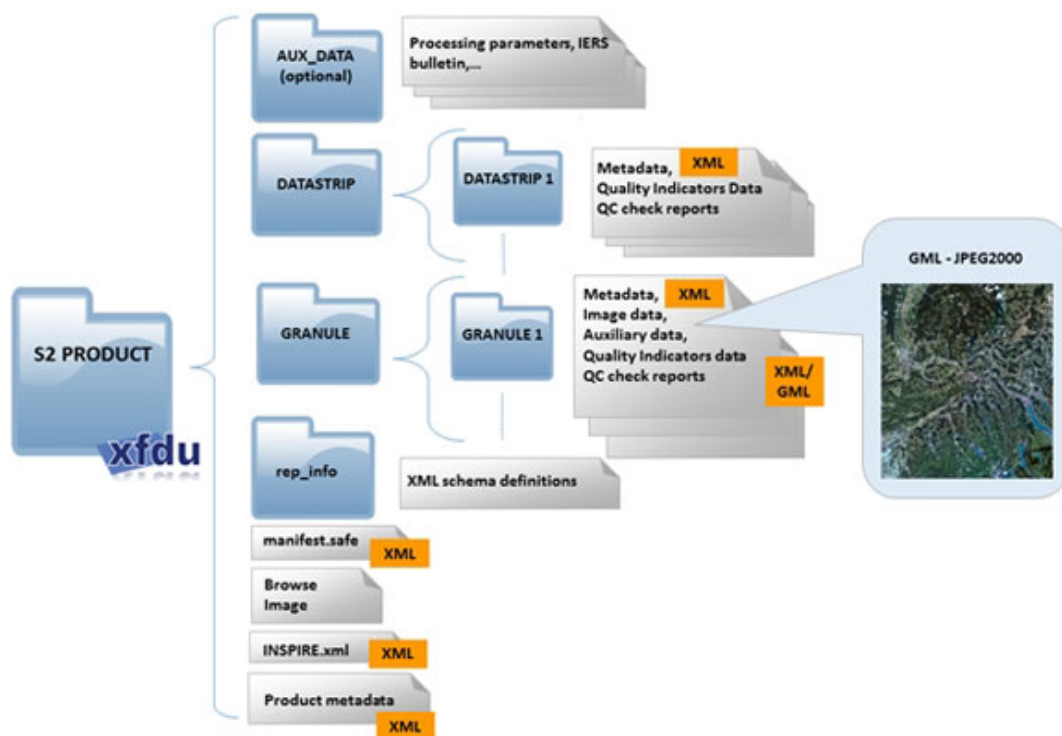 AUX_DATA
(optional)
Processing parameters, IERS
bulletin,...
DATASTRIP
DATASTRIP 1
Metadata,
XML
Quality Indicators Data
QC check reports
GML - JPEG2000
S2 PRODUCT
xfdu
GRANULE
GRANULE 1
Metadata,
XML
Image data,
Auxiliary data,
Quality Indicators data
QC check reports
XML/
GML
rep_info
XML schema definitions
manifest.safe
XML
Browse
Image
INSPIRE.xml
XML
Product metadata
XML